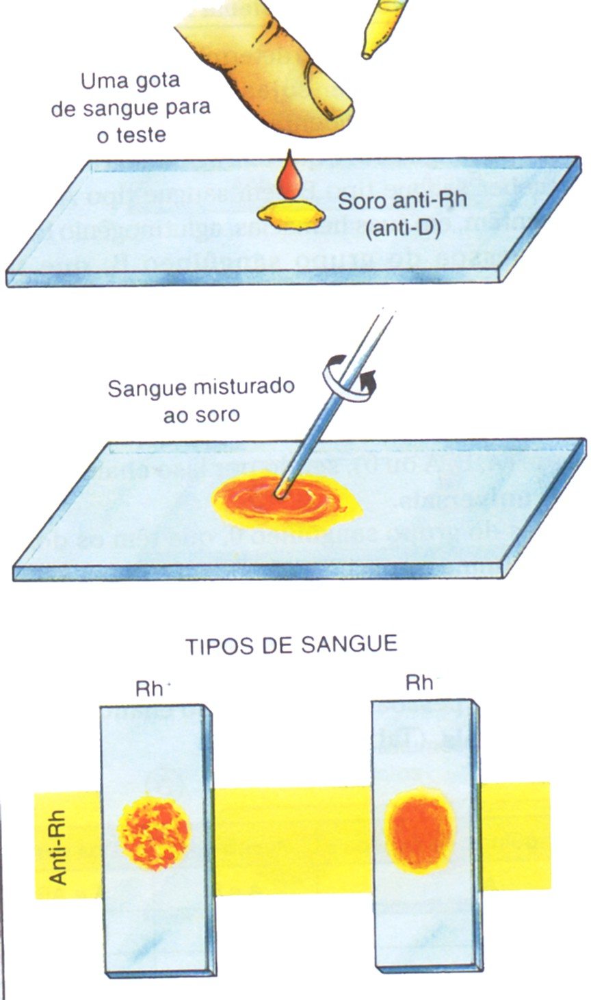 Uma gota
de sangue para
o teste
Soro anti-Rh
(anti-D)
Sangue misturado
ao soro
TIPOS DE SANGUE
Rh⁺
Rh⁻
Anti-Rh